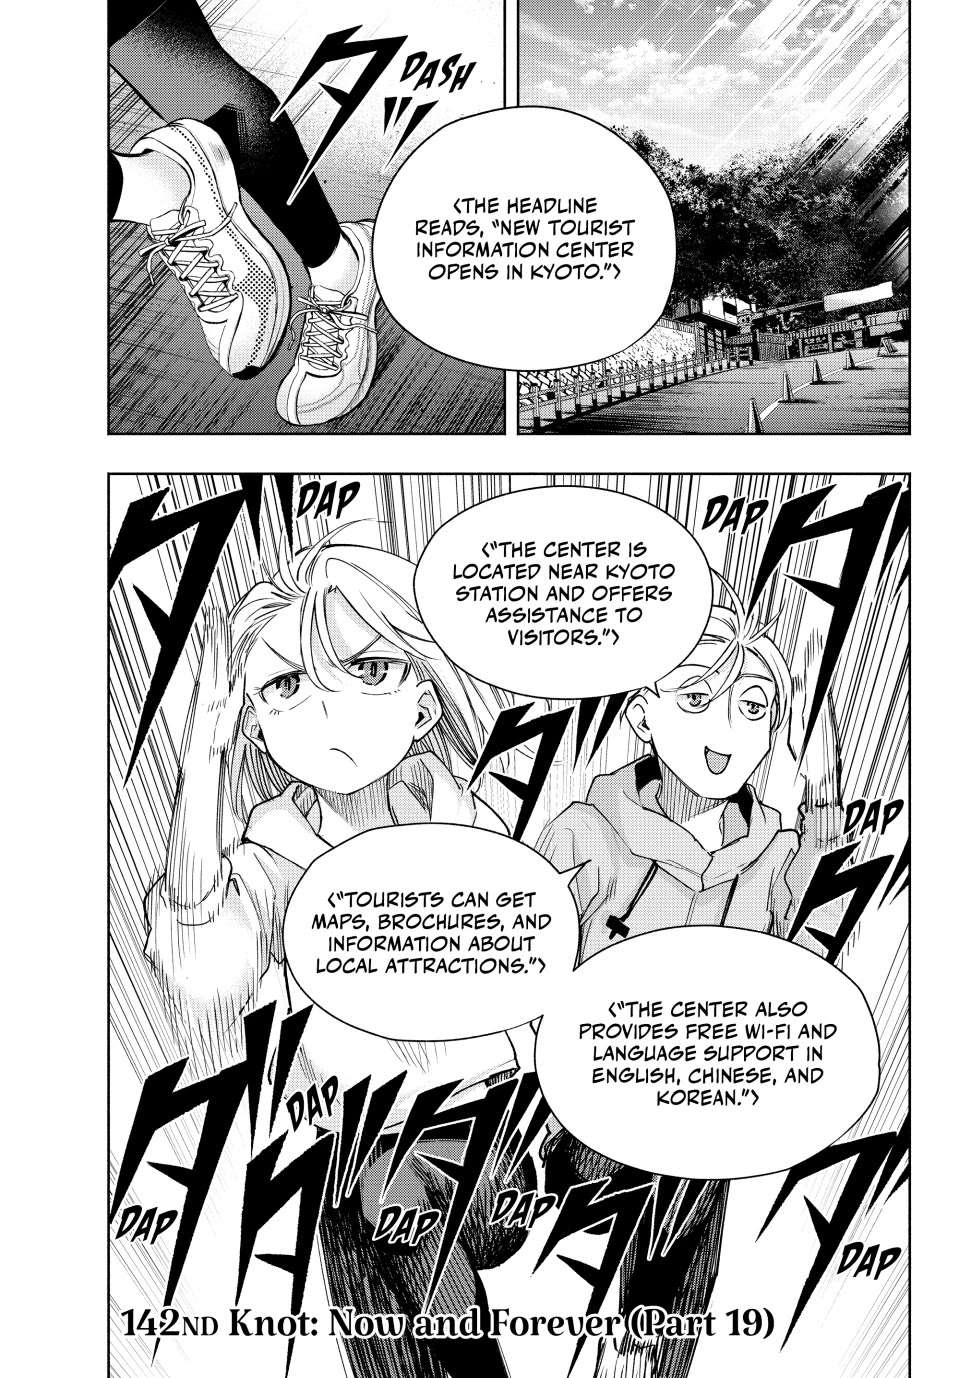 ダッ
DASH
<THE HEADLINE
READS, "NEW TOURIST
INFORMATION CENTER
OPENS IN KYOTO.">
DAP
DAP
<"THE CENTER IS
LOCATED NEAR KYOTO
STATION AND OFFERS
ASSISTANCE TO
VISITORS.">
DAP
<"TOURISTS CAN GET
MAPS, BROCHURES, AND
INFORMATION ABOUT
LOCAL ATTRACTIONS.">
<"THE CENTER ALSO
PROVIDES FREE WI-FI AND
LANGUAGE SUPPORT IN
ENGLISH, CHINESE, AND
KOREAN.">
DAP
DAP
DAP
DAP
DAP
142ND Knot: Now and Forever (Part 19)